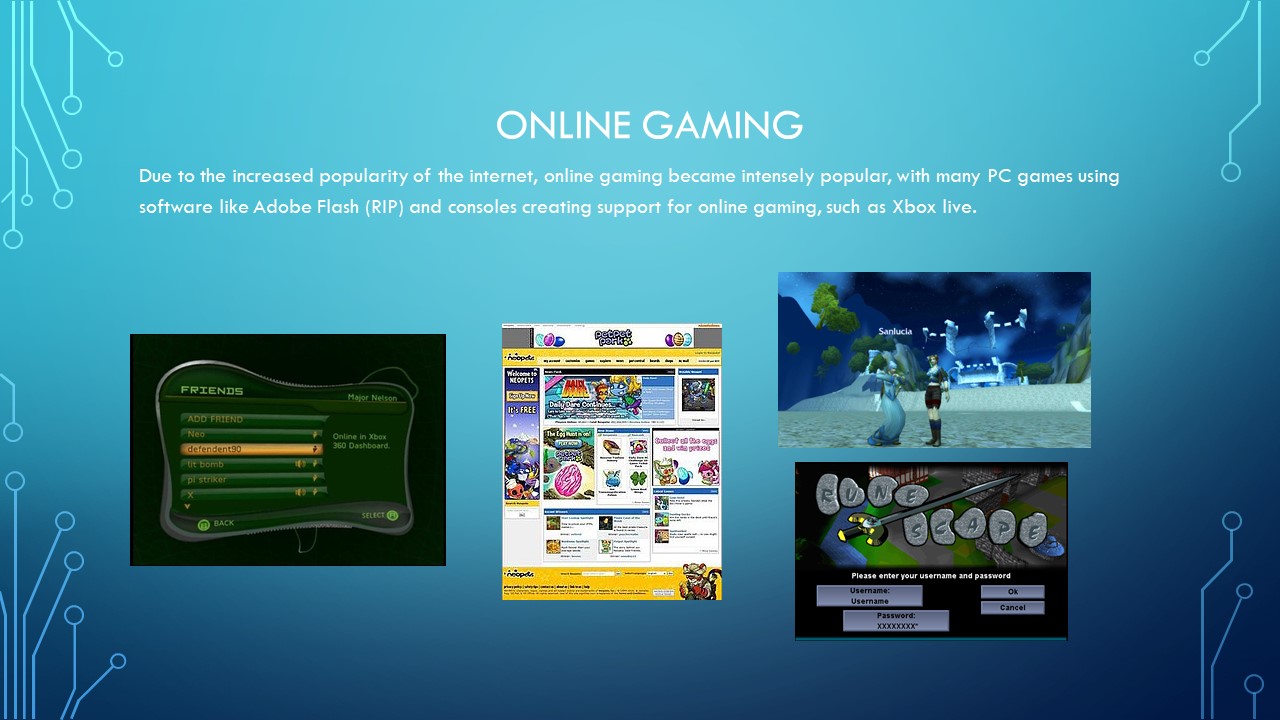 ONLINE GAMING
Due to the increased popularity of the internet, online gaming became intensely popular, with many PC games using
software like Adobe Flash (RIP) and consoles creating support for online gaming, such as Xbox live.
FRIENDS
Major Nelson
ADD FRIEND
Neo
defendent90
lit bomb
pl striker
X
Online in Xbox
360 Dashboard.
BACK
SELECT
petpet
park
neopets
Welcome to
NEOPETS
Sign Up Now
It's FREE
Daily Dare Continues...
The Egg Hunt is on!
Collect all the eggs
and win prizes
neopets
Sanlucia
RUNE
SCAPE
Please enter your username and password
Username:
Username
Password:
XXXXXXXX*
Ok
Cancel